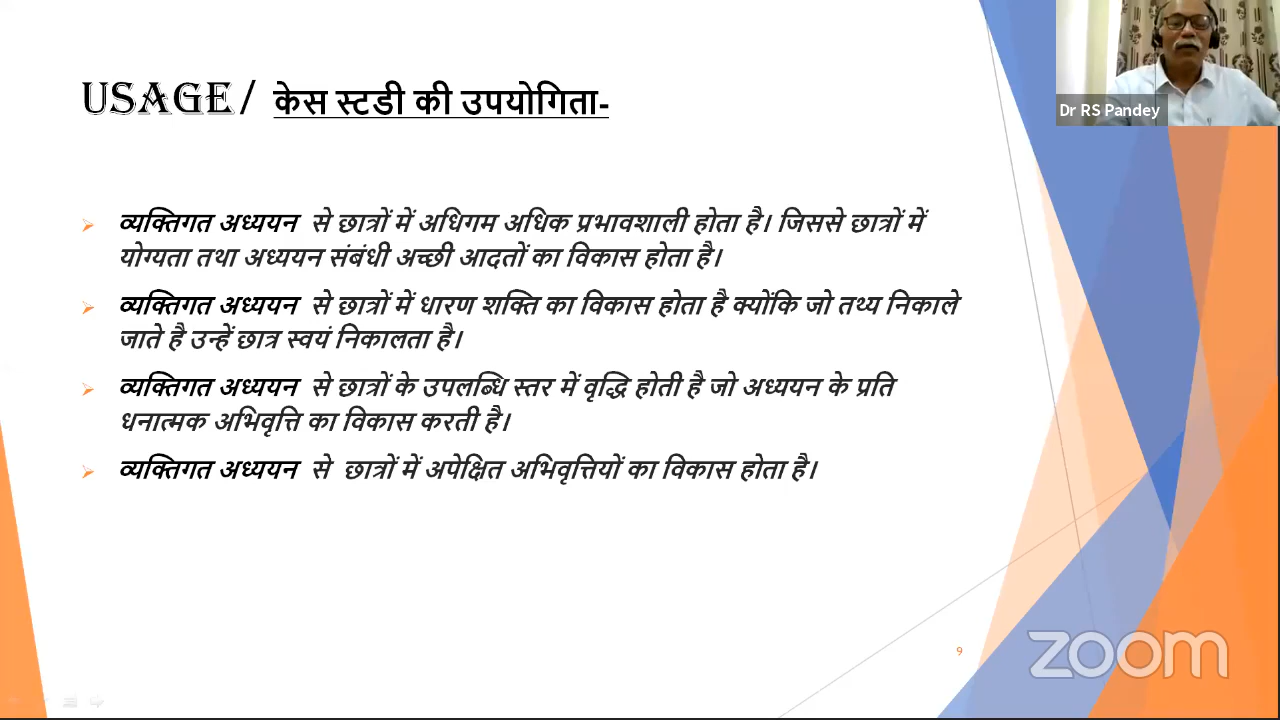 USAGE/ केस स्टडी की उपयोगिता-
Dr RS Pandey
व्यक्तिगत अध्ययन से छात्रों में अधिगम अधिक प्रभावशाली होता है। जिससे छात्रों में
योग्यता तथा अध्ययन संबंधी अच्छी आदतों का विकास होता है।
व्यक्तिगत अध्ययन से छात्रों में धारण शक्ति का विकास होता है क्योंकि जो तथ्य निकाले
जाते है उन्हें छात्र स्वयं निकालता है।
व्यक्तिगत अध्ययन से छात्रों के उपलब्धि स्तर में वृद्धि होती है जो अध्ययन के प्रति
धनात्मक अभिवृत्ति का विकास करती है।
व्यक्तिगत अध्ययन से छात्रों में अपेक्षित अभिवृत्तियों का विकास होता है।
9
zoom